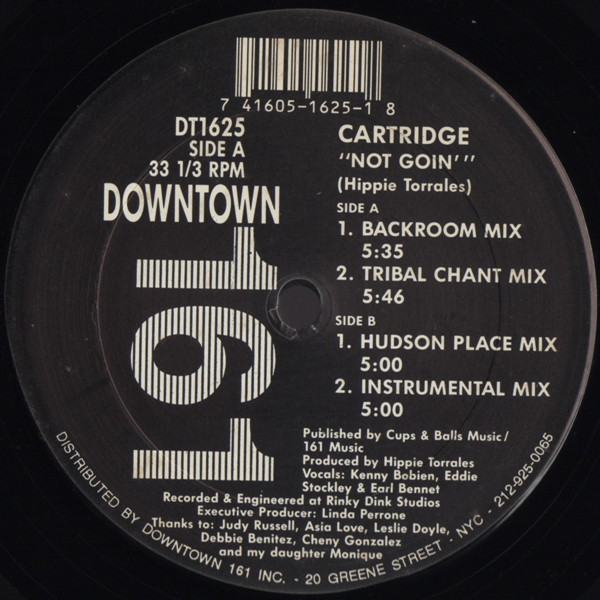 7 41605-1625-1 8
DT1625
SIDE A
33 1/3 RPM
DOWNTOWN
161
CARTRIDGE
"NOT GOIN'"
(Hippie Torrales)
SIDE A
1. BACKROOM MIX
5:35
2. TRIBAL CHANT MIX
5:46
SIDE B
1. HUDSON PLACE MIX
5:00
2. INSTRUMENTAL MIX
5:00
Published by Cups & Balls Music/
161 Music
Produced by Hippie Torrales
Vocals: Kenny Bobien, Eddie
Stockley & Earl Bennet
Recorded & Engineered at Rinky Dink Studios
Executive Producer: Linda Perrone
Thanks to: Judy Russell, Asia Love, Leslie Doyle,
Debbie Benitez, Cheny Gonzalez
and my daughter Monique
DISTRIBUTED BY DOWNTOWN 161 INC. - 20 GREENE STREET - NYC - 212-925-0065